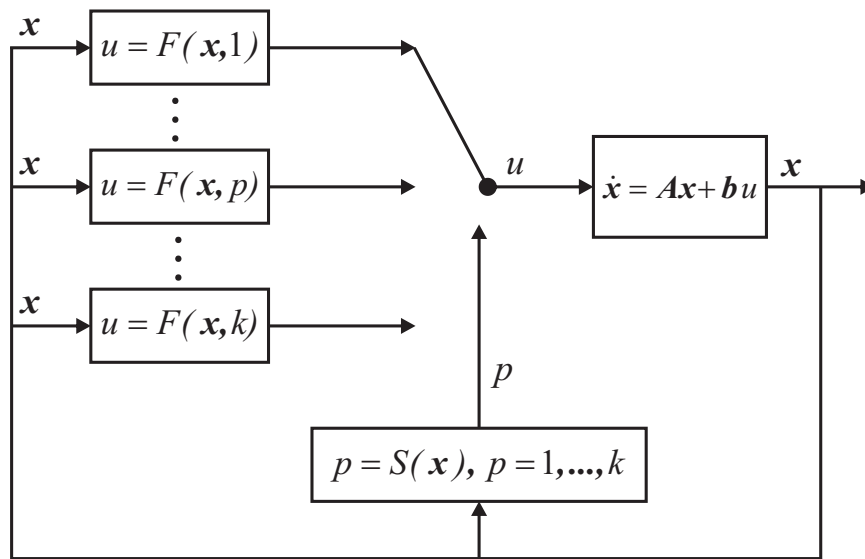 x
u = F(x,1)
x
u = F(x, p)
u
ẋ = Ax + bu
x
x
u = F(x,k)
p
p = S(x), p = 1,...,k